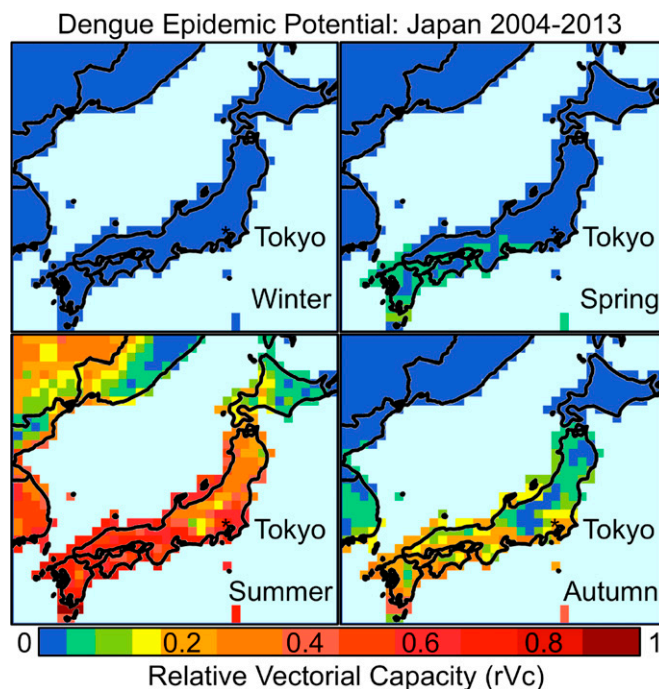 Dengue Epidemic Potential: Japan 2004-2013
Tokyo
Winter
Tokyo
Spring
Tokyo
Summer
Tokyo
Autumn
0 0.2 0.4 0.6 0.8 1
Relative Vectorial Capacity (rVc)